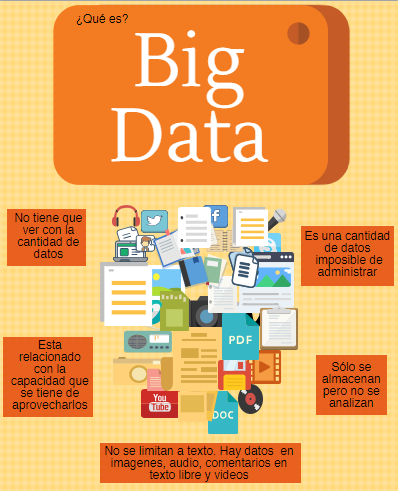 ¿Qué es?
Big
Data
No tiene que
ver con la
cantidad de
datos
Es una cantidad
de datos
imposible de
administrar
PDF
Esta
relacionado
con la
capacidad que
se tiene de
aprovecharlos
Sólo se
almacenan
pero no se
analizan
You
Tube
DOC
No se limitan a texto. Hay datos en
imagenes, audio, comentarios en
texto libre y videos